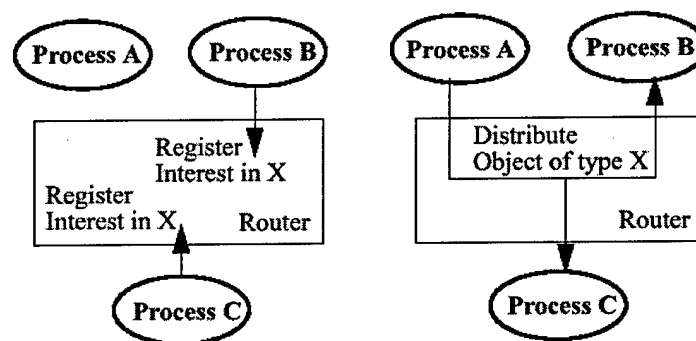 Process A
Process B
Register
Interest in X
Register
Interest in X
Router
Process C
Process A
Process B
Distribute
Object of type X
Router
Process C